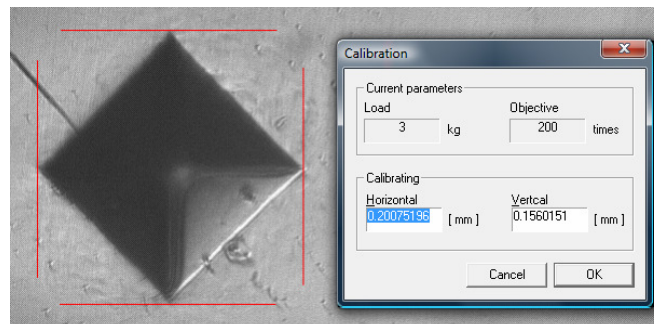 Calibration
Current parameters
Load
Objective
3 kg
200 times
Calibrating
Horizontal
Vertcal
0.20075196 [ mm ]
0.1560151 [ mm ]
Cancel
OK